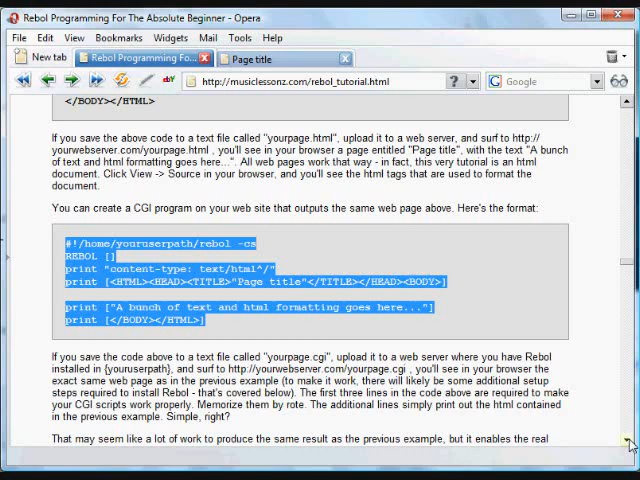 Rebol Programming For The Absolute Beginner - Opera
File Edit View Bookmarks Widgets Mail Tools Help
New tab Rebol Programming Fo... Page title
http://musiclessonz.com/rebol_tutorial.html ? Google
</BODY></HTML>
If you save the above code to a text file called "yourpage.html", upload it to a web server, and surf to http://
yourwebserver.com/yourpage.html , you'll see in your browser a page entitled "Page title", with the text "A bunch
of text and html formatting goes here...". All web pages work that way - in fact, this very tutorial is an html
document. Click View -> Source in your browser, and you'll see the html tags that are used to format the
document.
You can create a CGI program on your web site that outputs the same web page above. Here's the format:
#!/home/youruserpath/rebol -cs
REBOL []
print "content-type: text/html^/"
print [<HTML><HEAD><TITLE>"Page title"</TITLE></HEAD><BODY>]
print ["A bunch of text and html formatting goes here..."]
print [</BODY></HTML>]
If you save the code above to a text file called "yourpage.cgi", upload it to a web server where you have Rebol
installed in {youruserpath}, and surf to http://yourwebserver.com/yourpage.cgi , you'll see in your browser the
exact same web page as in the previous example (to make it work, there will likely be some additional setup
steps required to install Rebol - that's covered below). The first three lines in the code above are required to make
your CGI scripts work properly. Memorize them by rote. The additional lines simply print out the html contained
in the previous example. Simple, right?
That may seem like a lot of work to produce the same result as the previous example, but it enables the real